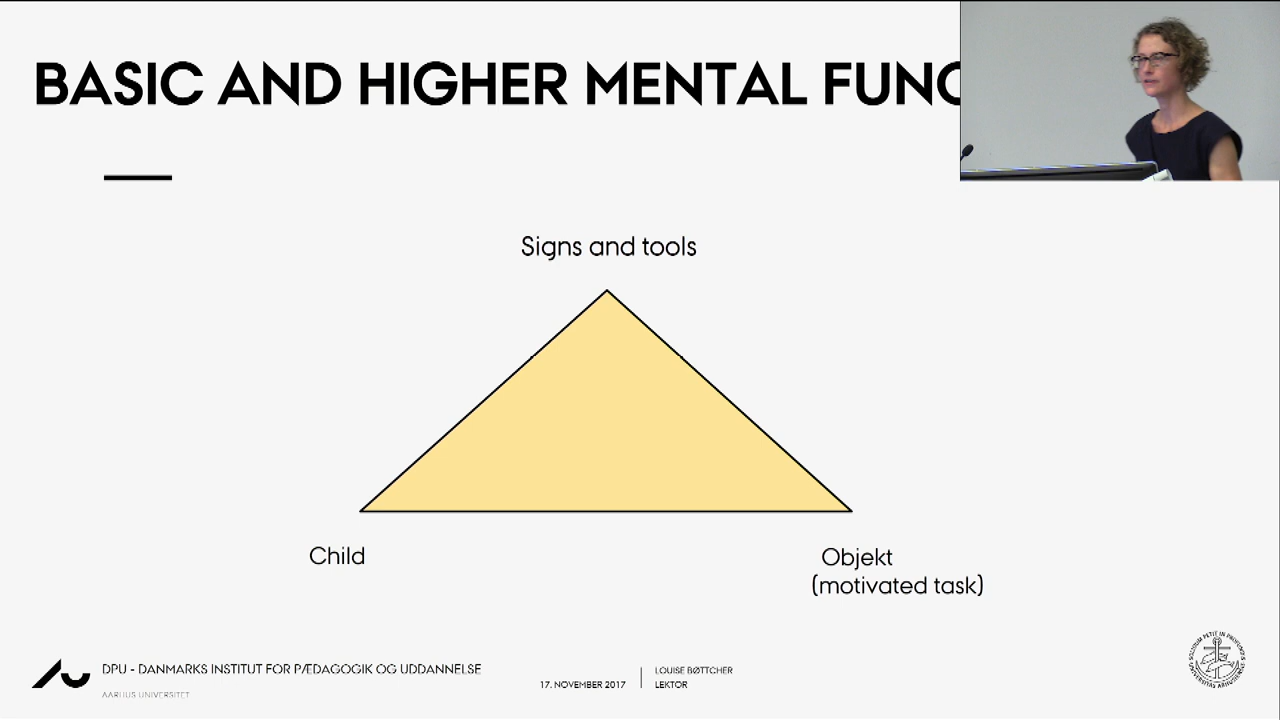 BASIC AND HIGHER MENTAL FUNC
Signs and tools
Child
Objekt
(motivated task)
DPU - DANMARKS INSTITUT FOR PÆDAGOGIK OG UDDANNELSE
AARHUS UNIVERSITET
17. NOVEMBER 2017
LOUISE BØTTCHER
LEKTOR